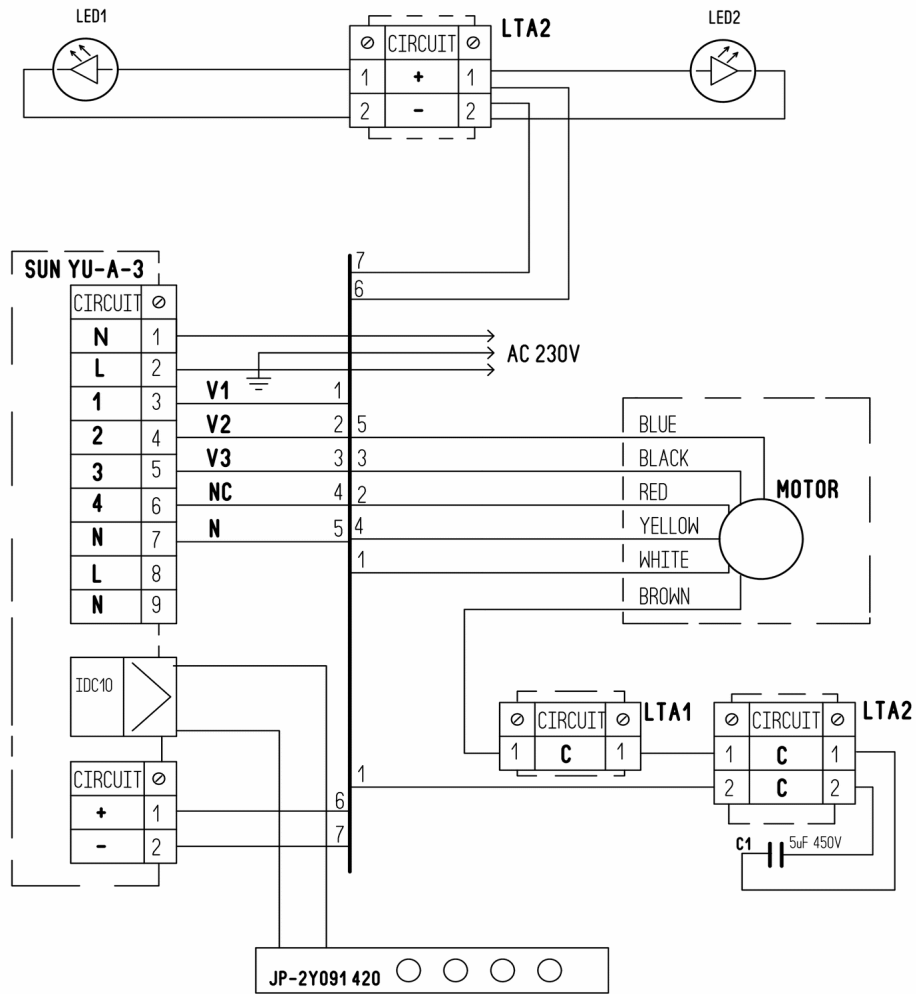 LED1
LED2
LTA2
CIRCUIT
1 + 1
2 - 2
7
6
SUN YU-A-3
CIRCUIT
N 1
L 2
1 3
2 4
3 5
4 6
N 7
L 8
N 9
AC 230V
V1 1
V2 2 5 BLUE
V3 3 3 BLACK
NC 4 2 RED
N 5 4 YELLOW
1 WHITE
BROWN
MOTOR
IDC10
CIRCUIT
+ 1
- 2
6
7
1
LTA1
CIRCUIT
1 C 1
LTA2
CIRCUIT
1 C 1
2 C 2
C1 5uF 450V
JP-2Y091420